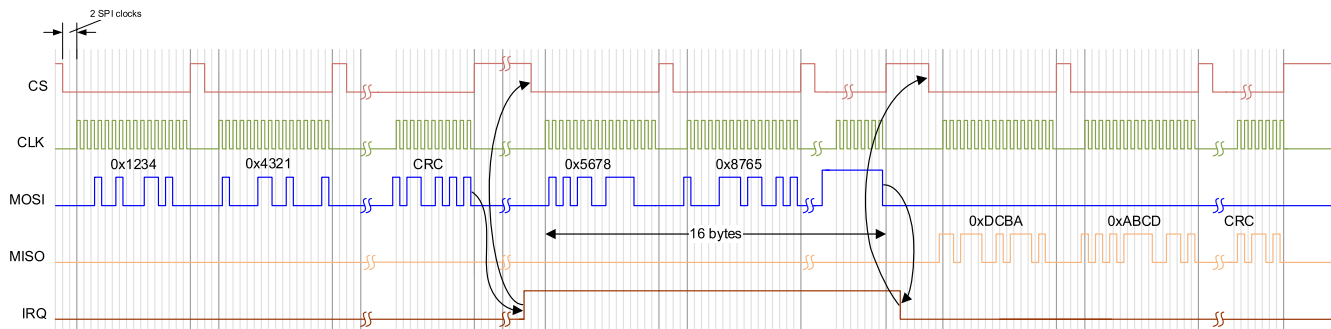 2 SPI clocks
CS
CLK
0x1234
0x4321
CRC
0x5678
0x8765
MOSI
16 bytes
0xDCBA
0xABCD
CRC
MISO
IRQ